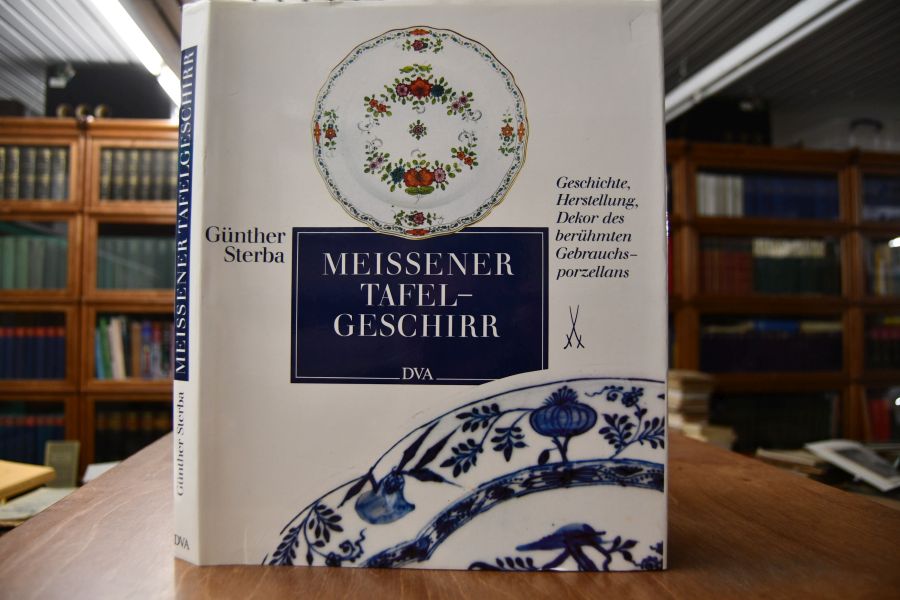 MEISSENER TAFELGESCHIRR
Günther Sterba
DVA
Günther
Sterba
MEISSENER
TAFEL–
GESCHIRR
DVA
Geschichte,
Herstellung,
Dekor des
berühmten
Gebrauchs–
porzellans